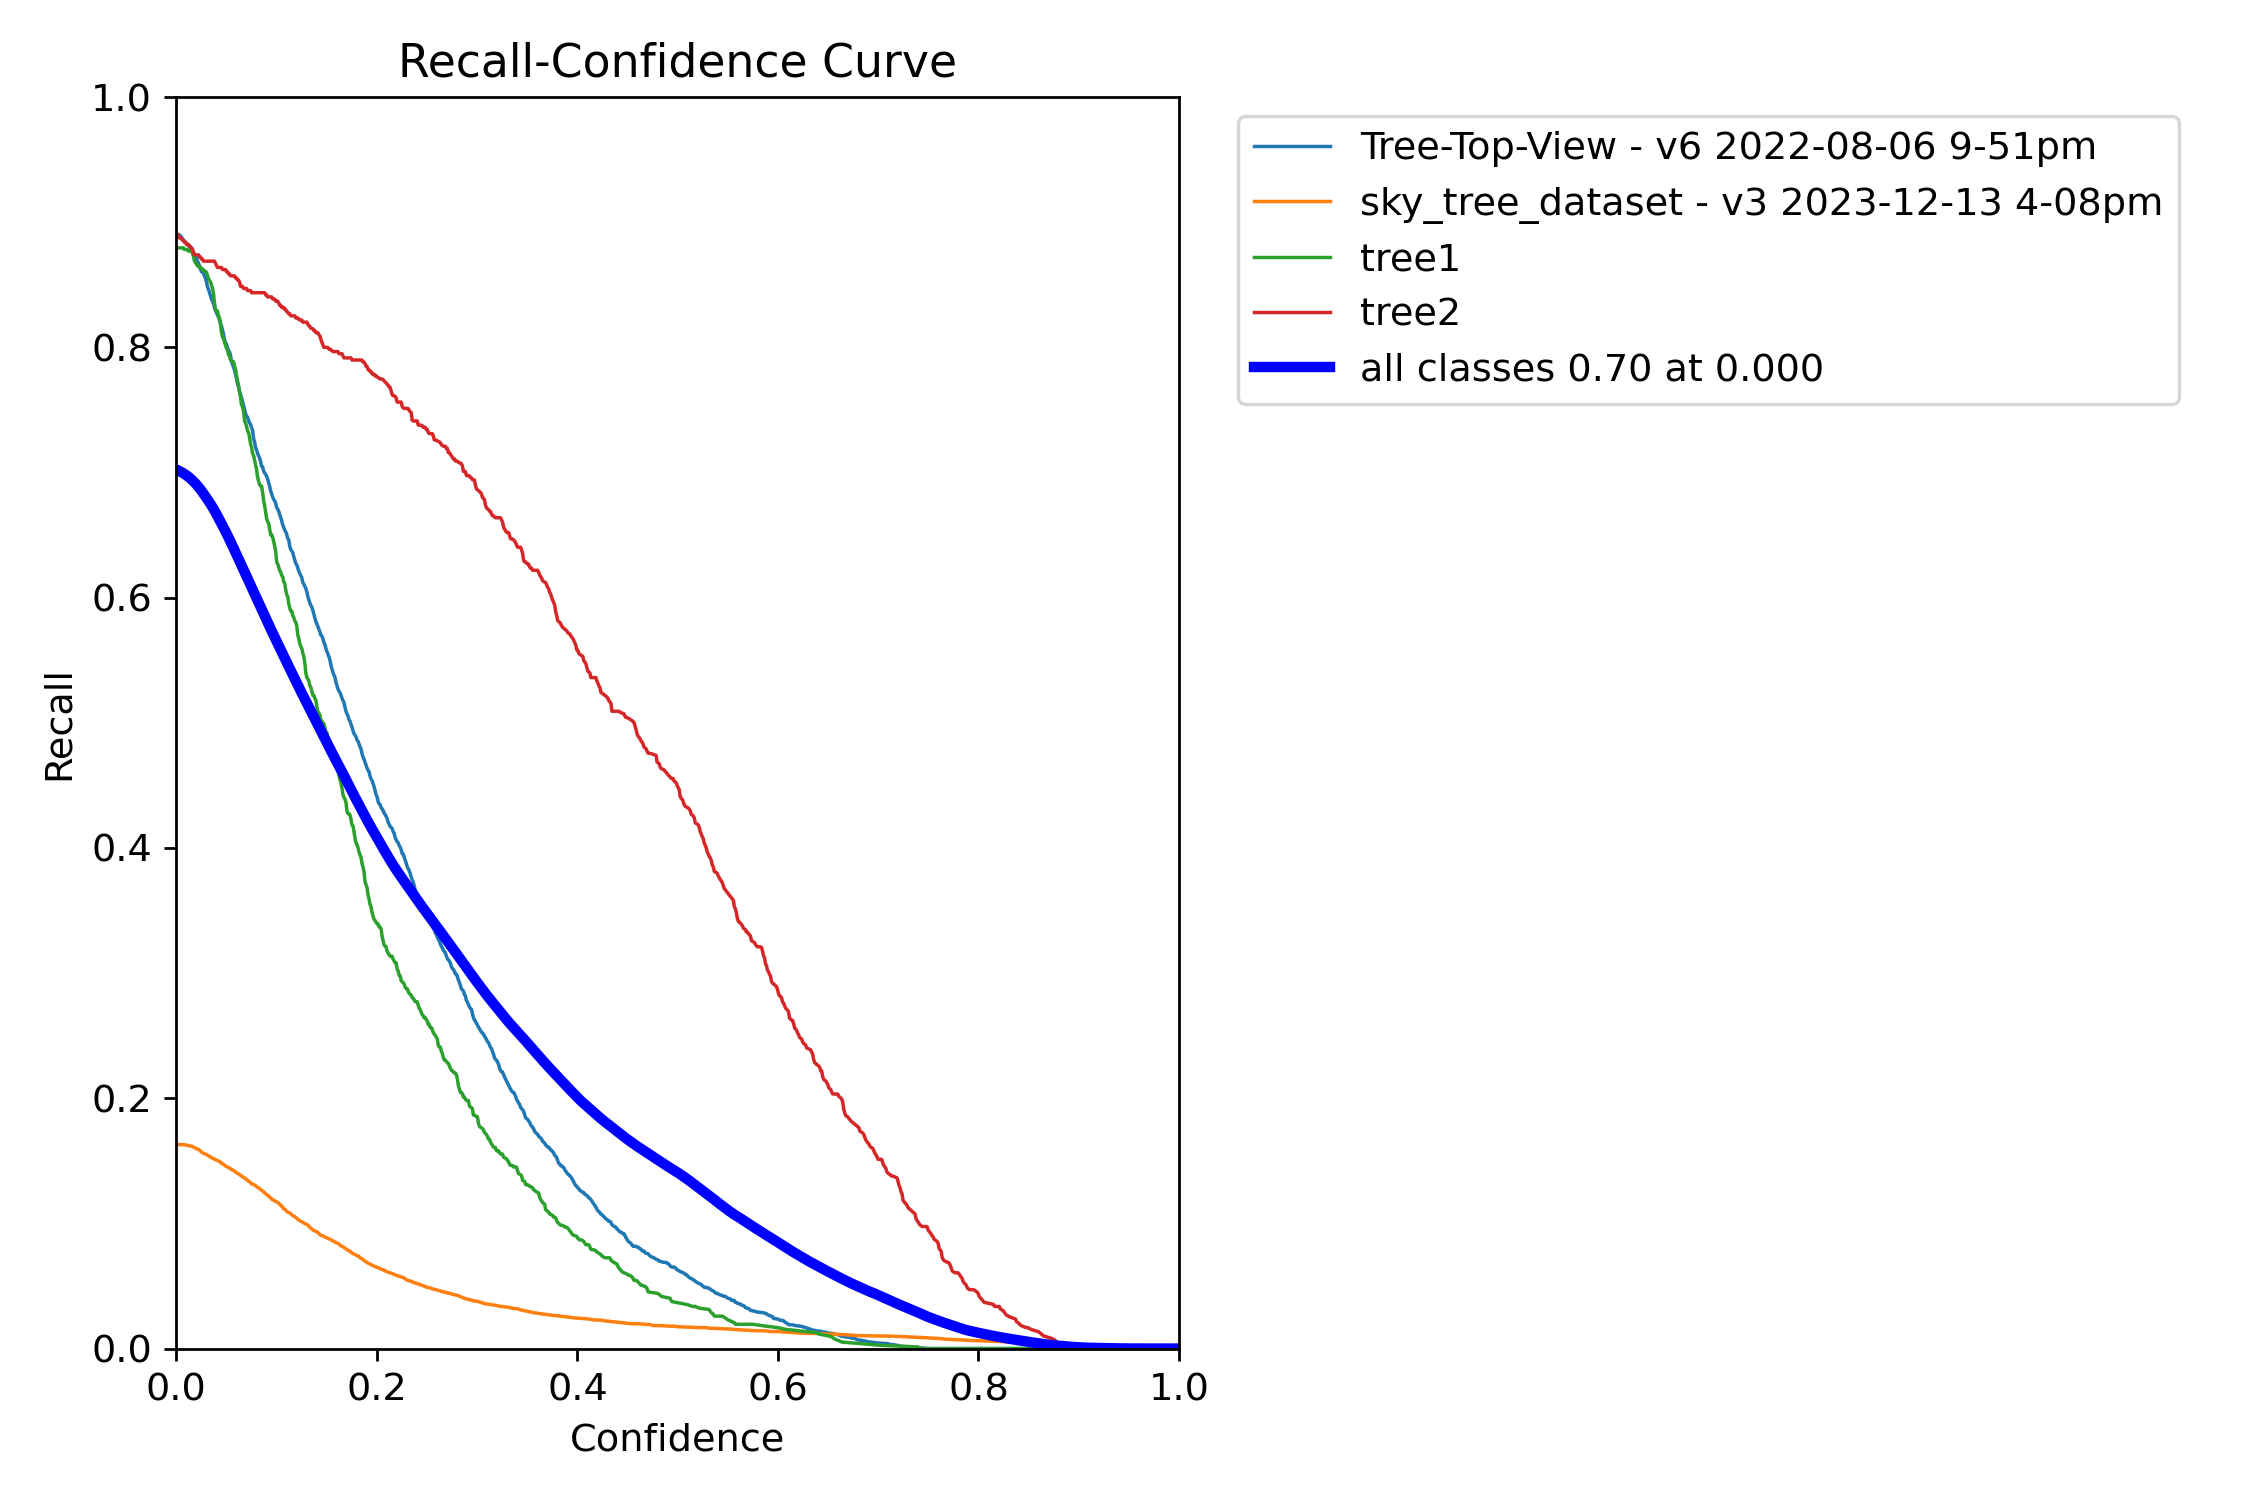 Recall-Confidence Curve
1.0
0.8
0.6
0.4
0.2
0.0
Recall
0.0 0.2 0.4 0.6 0.8 1.0
Confidence
Tree-Top-View - v6 2022-08-06 9-51pm
sky_tree_dataset - v3 2023-12-13 4-08pm
tree1
tree2
all classes 0.70 at 0.000